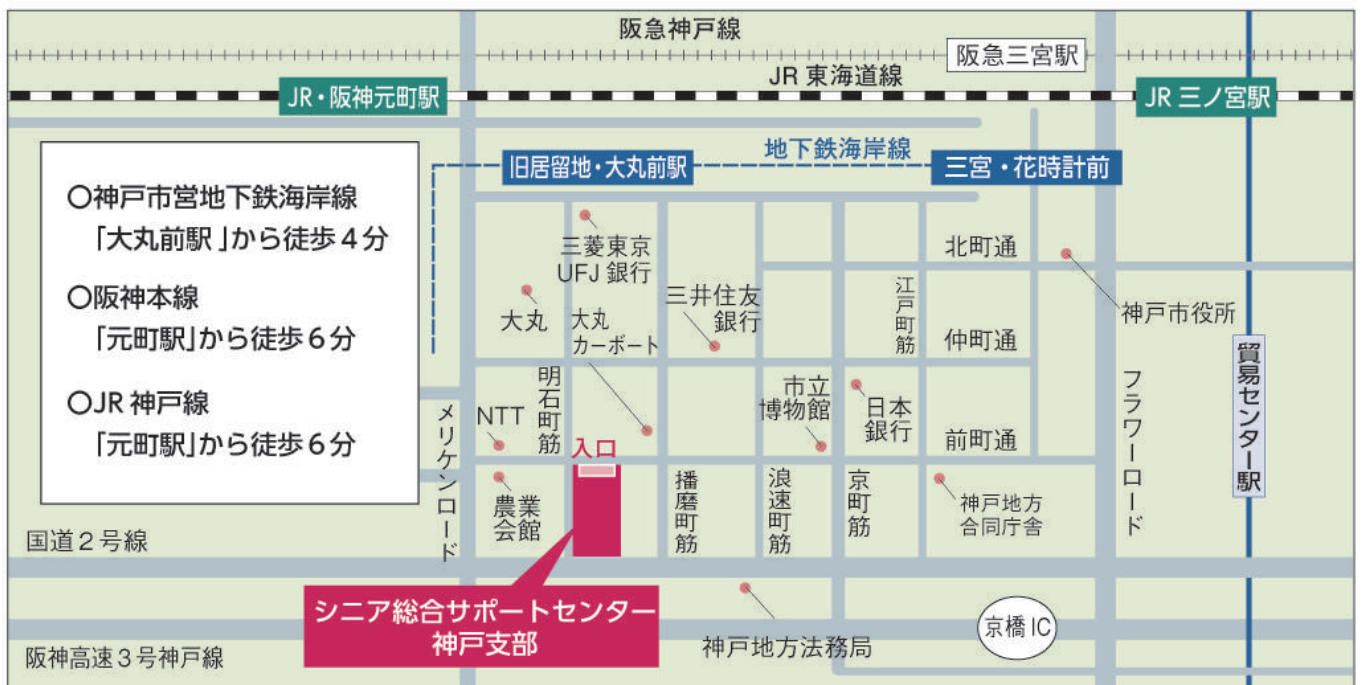 阪急神戸線
阪急三宮駅
JR 東海道線
JR・阪神元町駅
JR 三ノ宮駅
地下鉄海岸線
旧居留地・大丸前駅
三宮・花時計前
○神戸市営地下鉄海岸線
「大丸前駅」から徒歩4分
○阪神本線
「元町駅」から徒歩6分
○JR 神戸線
「元町駅」から徒歩6分
三菱東京
UFJ 銀行
北町通
大丸
大丸
カーポート
三井住友
銀行
江戸町筋
神戸市役所
仲町通
貿易センター駅
明石町筋
市立
博物館
日本
銀行
フラワーロード
メリケンロード
NTT
前町通
入口
農業
会館
播磨町筋
浪速町筋
京町筋
神戸地方
合同庁舎
国道2号線
シニア総合サポートセンター
神戸支部
神戸地方法務局
京橋 IC
阪神高速3号神戸線